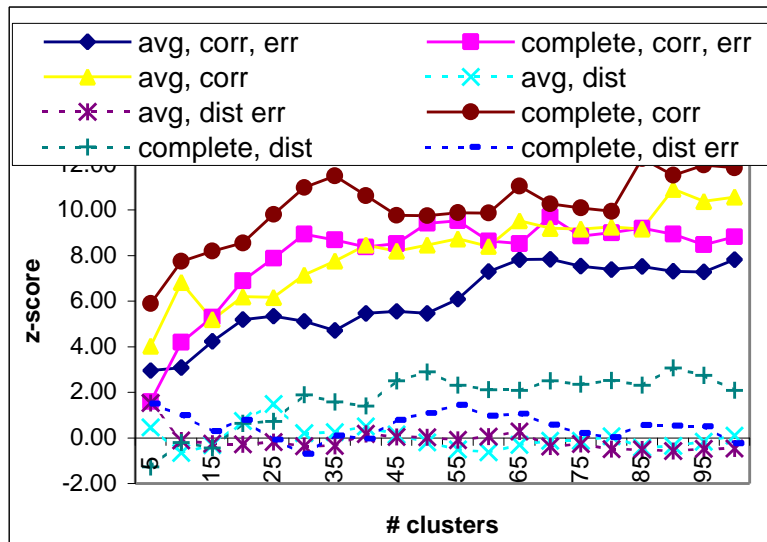 avg, corr, err complete, corr, err
avg, corr avg, dist
avg, dist err complete, corr
complete, dist complete, dist err
12.00
10.00
8.00
6.00
4.00
2.00
0.00
-2.00
z-score
5 15 25 35 45 55 65 75 85 95
# clusters